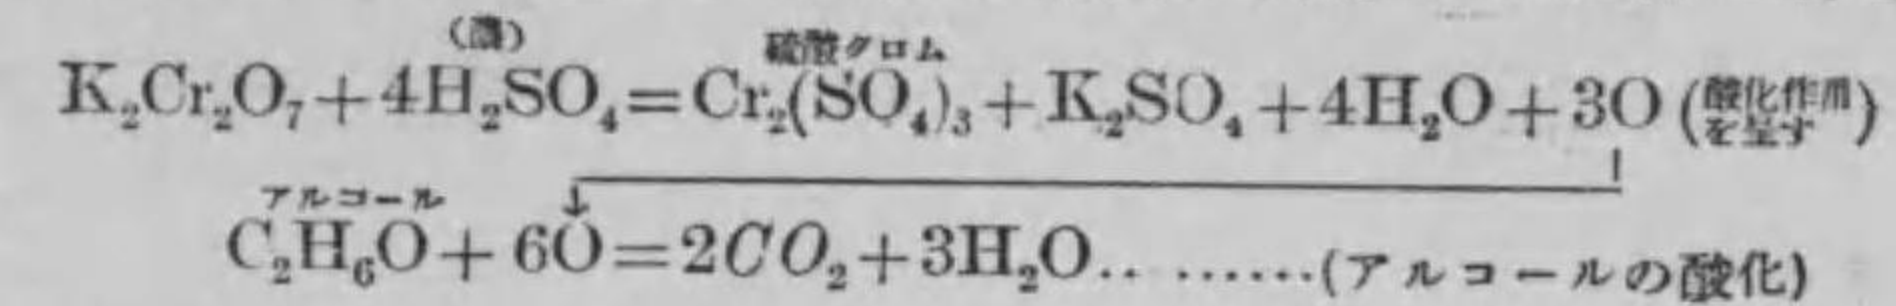 (濃) 硫酸クロム
K₂Cr₂O₇+4H₂SO₄=Cr₂(SO₄)₃+K₂SO₄+4H₂O+3O (酸化作用を呈す)
アルコール
C₂H₆O+6O=2CO₂+3H₂O.. ........(アルコールの酸化)